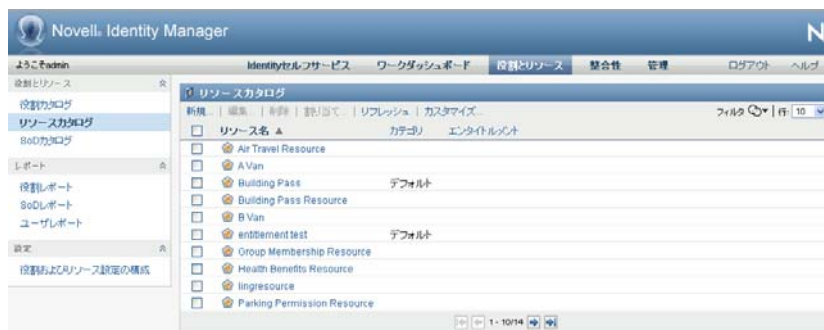 Novell® Identity Manager
N
ようこそadmin
Identityセルフサービス ワークダッシュボード 役割とリソース 整合性 管理 ログアウト ヘルプ
役割とリソース
役割カタログ
リソースカタログ
SoDカタログ
レポート
役割レポート
SoDレポート
ユーザレポート
設定
役割およびリソース設定の構成
リソースカタログ
新規... | 編集... | 削除 | 割り当て... | リフレッシュ | カスタマイズ...
フィルタ | 行: 10
リソース名 カテゴリ エンタイトルメント
Air Travel Resource
A Van
Building Pass デフォルト
Building Pass Resource
B Van
entitlement test デフォルト
Group Membership Resource
Health Benefits Resource
lingresource
Parking Permission Resource
1 - 10/14